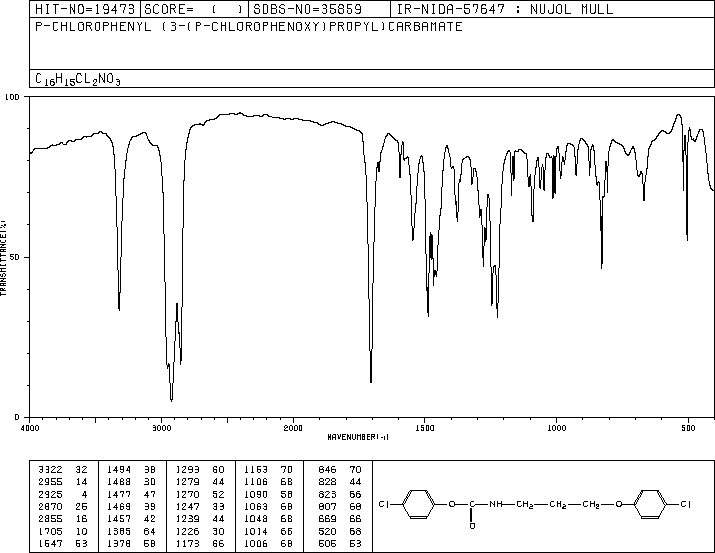 HIT-NO=19473 SCORE= ( ) SDBS-NO=35859 IR-NIDA-57647 : NUJOL MULL
P-CHLOROPHENYL (3-(P-CHLOROPHENOXY)PROPYL)CARBAMATE
C16H15CL2NO3
100
50
0
TRANSMITTANCE(%)
4000 3000 2000 1500 1000 500
WAVENUMBER(-1)
3322 32 1494 38 1293 60 1163 70 846 70
2955 14 1488 30 1279 44 1106 68 828 44
2925 4 1477 47 1270 52 1090 58 823 66
2870 25 1469 39 1247 33 1063 68 807 68
2855 16 1457 42 1239 44 1048 68 669 66
1705 10 1385 64 1226 30 1014 66 520 68
1547 53 1378 58 1173 66 1006 68 505 53
Cl O C NH CH2 CH2 CH2 O Cl
O